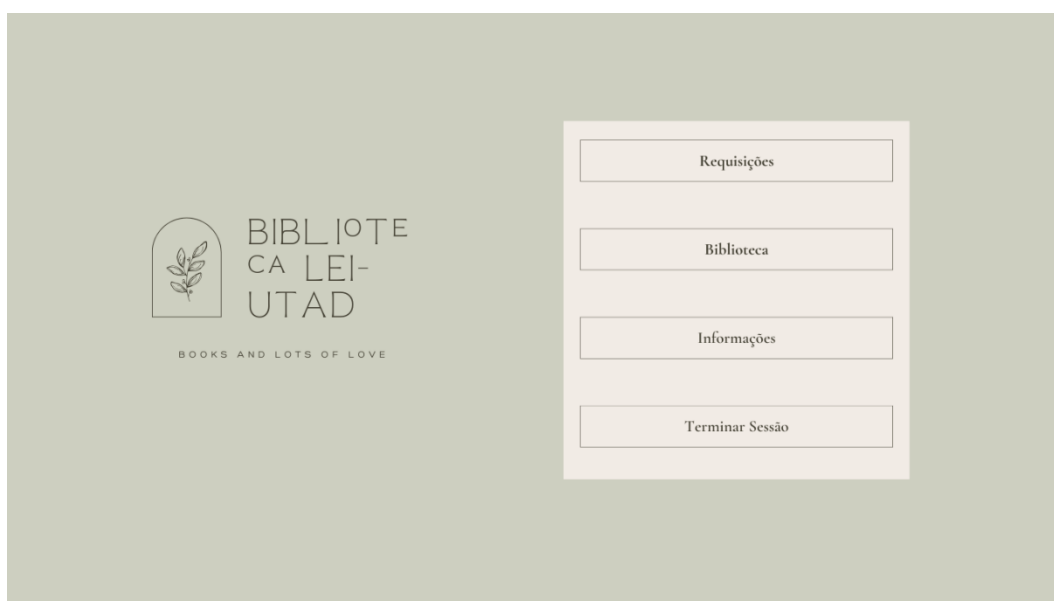 BIBLIOTE
CA LEI-
UTAD
BOOKS AND LOTS OF LOVE
Requisições
Biblioteca
Informações
Terminar Sessão